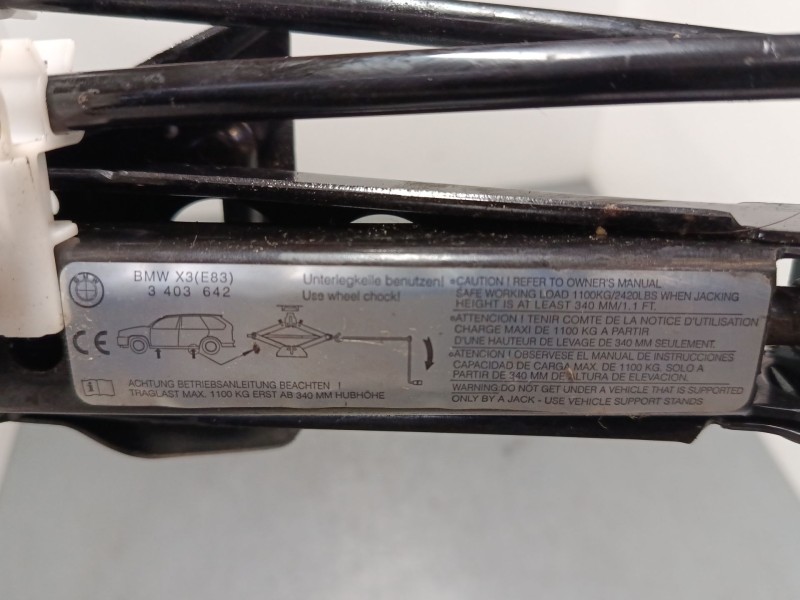 BMW
BMW X3(E83)
3 403 642
Unterlegkeile benutzen!
Use wheel chock!
CE
ACHTUNG BETRIEBSANLEITUNG BEACHTEN !
TRAGLAST MAX. 1100 KG ERST AB 340 MM HUBHÖHE
*CAUTION ! REFER TO OWNER'S MANUAL
SAFE WORKING LOAD 1100KG/2420LBS WHEN JACKING
HEIGHT IS AT LEAST 340 MM/1.1 FT.
*ATTENCION ! TENIR COMTE DE LA NOTICE D'UTILISATION
CHARGE MAXI DE 1100 KG A PARTIR
D'UNE HAUTEUR DE LEVAGE DE 340 MM SEULEMENT.
*ATENCION ! OBSERVESE EL MANUAL DE INSTRUCCIONES
CAPACIDAD DE CARGA MAX. DE 1100 KG. SOLO A
PARTIR DE 340 MM DE ALTURA DE ELEVACION.
WARNING: DO NOT GET UNDER A VEHICLE THAT IS SUPPORTED
ONLY BY A JACK - USE VEHICLE SUPPORT STANDS